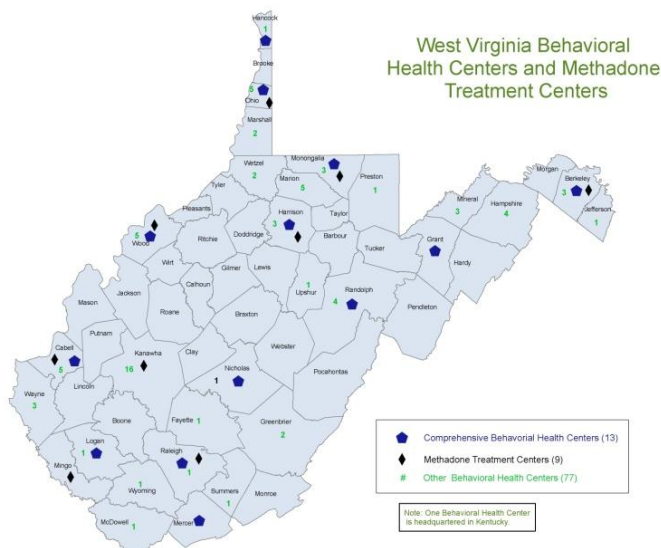 West Virginia Behavioral
Health Centers and Methadone
Treatment Centers
Hancock
1
Brooke
5
Ohio
Marshall
2
Wetzel
2
Monongalia
3
Marion
5
Preston
1
Morgan
Berkeley
3
Jefferson
1
Mineral
3
Hampshire
4
Tyler
Pleasants
Wood
5
Ritchie
Doddridge
Harrison
3
Taylor
Barbour
Tucker
Grant
Hardy
Wirt
Calhoun
Gilmer
Lewis
Upshur
1
Randolph
4
Pendleton
Mason
Jackson
Roane
Braxton
Webster
Pocahontas
Cabell
5
Putnam
Kanawha
16
Clay
Nicholas
1
Wayne
3
Lincoln
Boone
Fayette
1
Greenbrier
2
Logan
1
Mingo
Raleigh
1
Wyoming
1
Summers
1
Monroe
McDowell
1
Mercer
Comprehensive Behavorial Health Centers (13)
Methadone Treatment Centers (9)
# Other Behavioral Health Centers (77)
Note: One Behavioral Health Center
is headquartered in Kentucky.